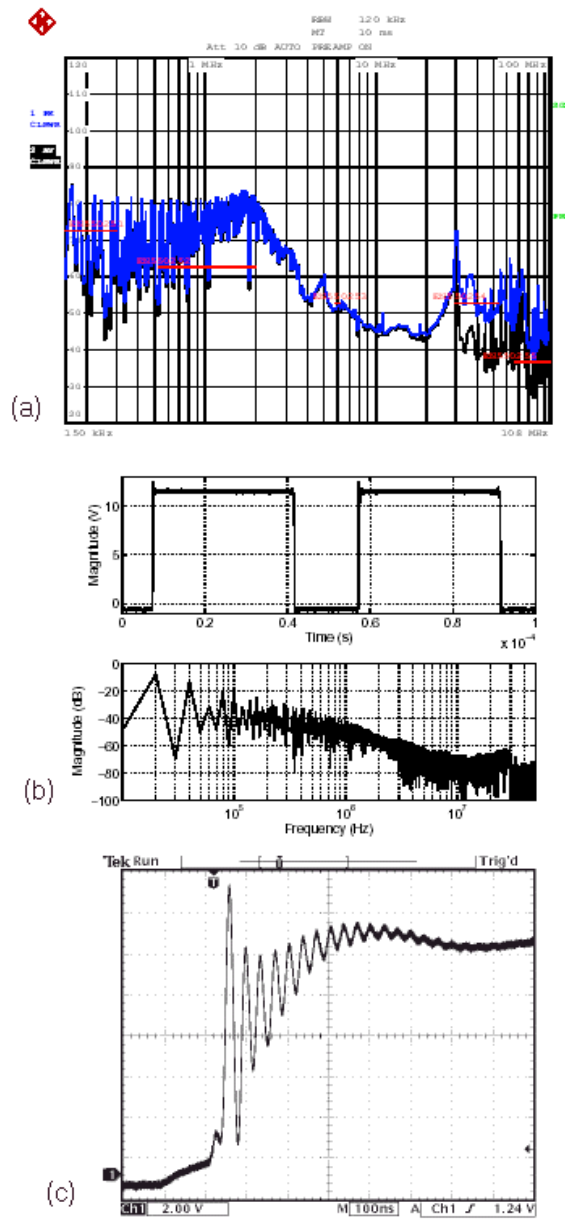 RBW 120 kHz
MT 10 ms
Att 10 dB AUTO PREAMP ON
120 1 MHz 10 MHz 100 MHz
110
100
90
80
70
60
50
40
30
20
1 PK
CLRWR
CLRWR
(a)
150 kHz 108 MHz
10
5
0
Magnitude (V)
0 0.2 0.4 0.6 0.8 1
Time (s)
x 10⁻⁴
0
−20
−40
−60
−80
−100
Magnitude (dB)
10⁵ 10⁶ 10⁷
Frequency (Hz)
(b)
Tek Run Trig'd
T
1
(c)
Ch1 2.00 V M 100ns A Ch1 1.24 V